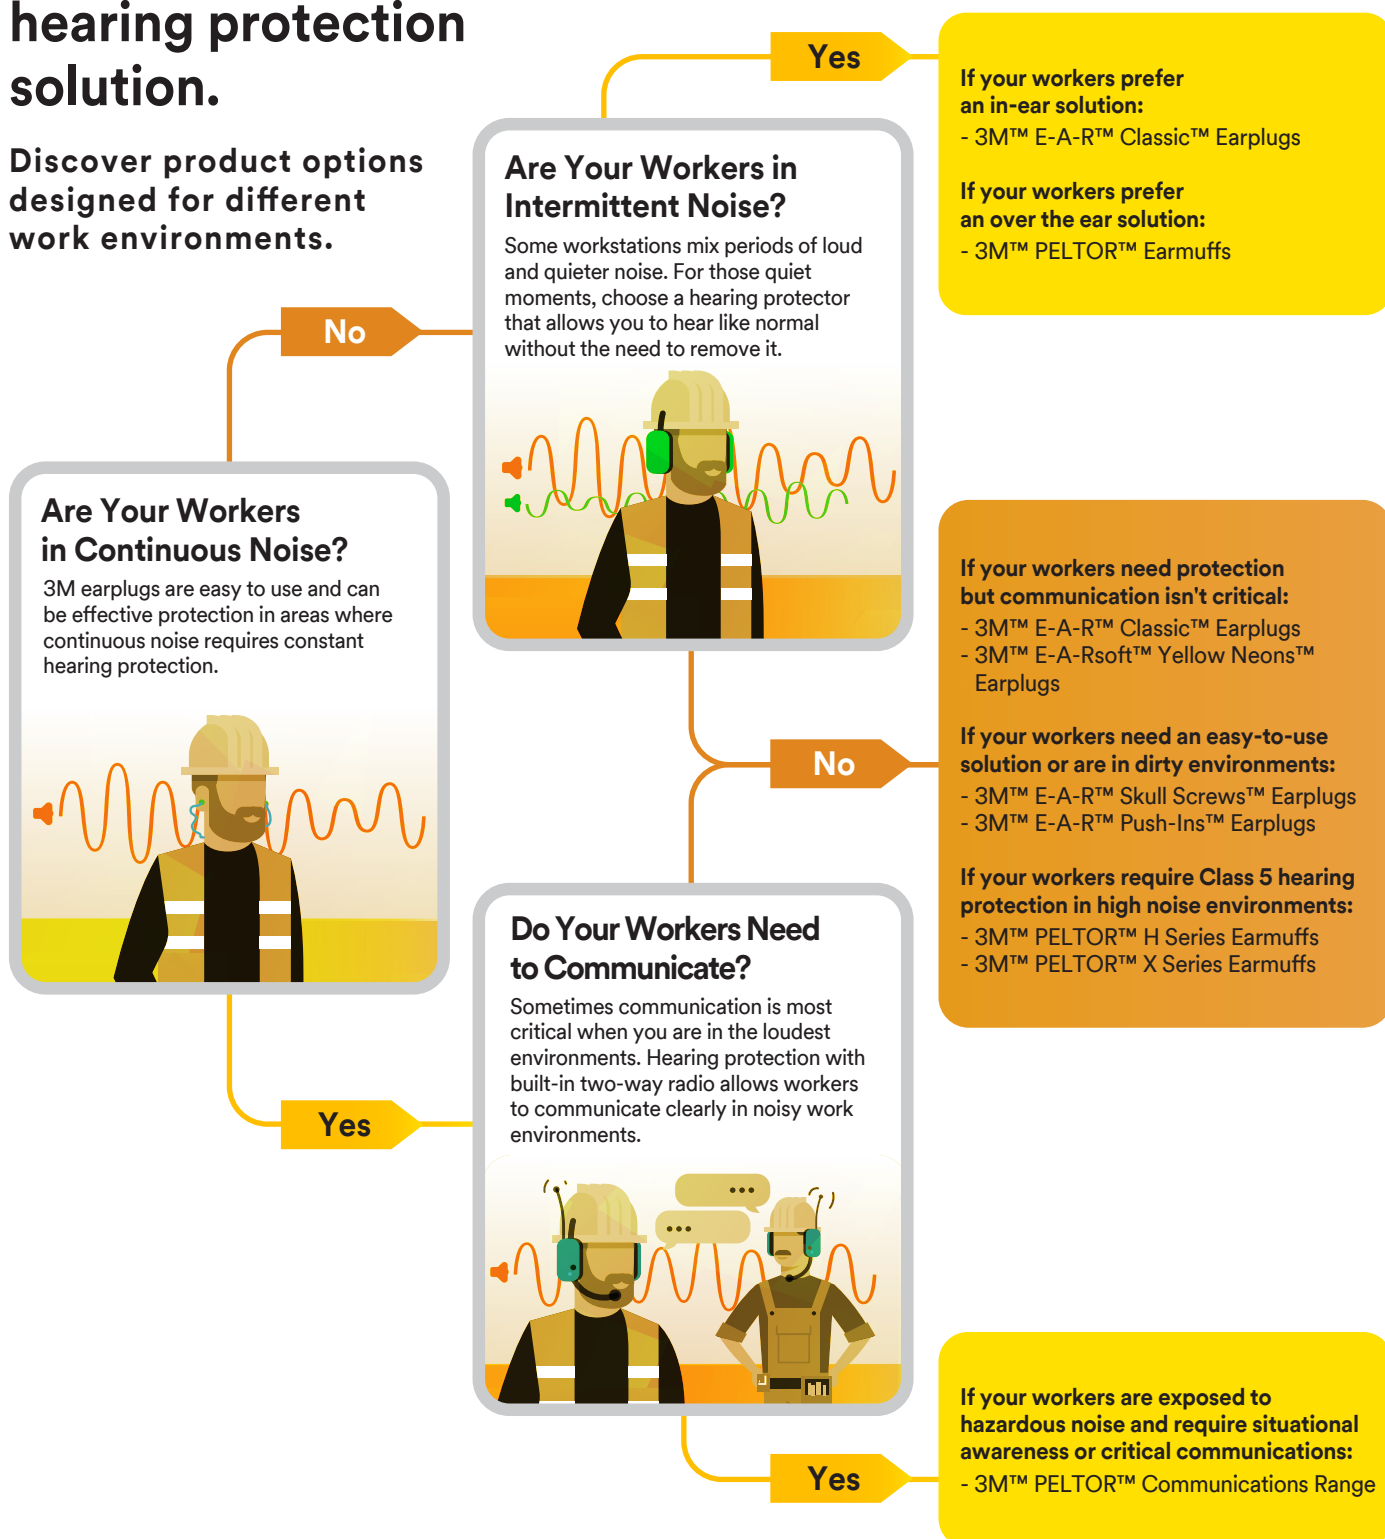 hearing protection
solution.
Discover product options
designed for different
work environments.
Yes
If your workers prefer
an in-ear solution:
- 3M™ E-A-R™ Classic™ Earplugs
If your workers prefer
an over the ear solution:
- 3M™ PELTOR™ Earmuffs
Are Your Workers in
Intermittent Noise?
Some workstations mix periods of loud
and quieter noise. For those quiet
moments, choose a hearing protector
that allows you to hear like normal
without the need to remove it.
No
Are Your Workers
in Continuous Noise?
3M earplugs are easy to use and can
be effective protection in areas where
continuous noise requires constant
hearing protection.
No
If your workers need protection
but communication isn't critical:
- 3M™ E-A-R™ Classic™ Earplugs
- 3M™ E-A-Rsoft™ Yellow Neons™
Earplugs
If your workers need an easy-to-use
solution or are in dirty environments:
- 3M™ E-A-R™ Skull Screws™ Earplugs
- 3M™ E-A-R™ Push-Ins™ Earplugs
If your workers require Class 5 hearing
protection in high noise environments:
- 3M™ PELTOR™ H Series Earmuffs
- 3M™ PELTOR™ X Series Earmuffs
Do Your Workers Need
to Communicate?
Sometimes communication is most
critical when you are in the loudest
environments. Hearing protection with
built-in two-way radio allows workers
to communicate clearly in noisy work
environments.
Yes
Yes
If your workers are exposed to
hazardous noise and require situational
awareness or critical communications:
- 3M™ PELTOR™ Communications Range